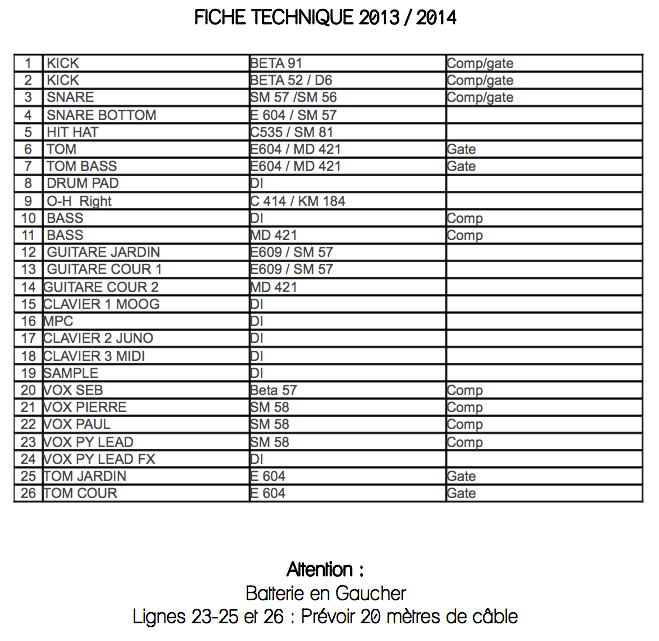 FICHE TECHNIQUE 2013 / 2014
1 KICK BETA 91 Comp/gate
2 KICK BETA 52 / D6 Comp/gate
3 SNARE SM 57 /SM 56 Comp/gate
4 SNARE BOTTOM E 604 / SM 57
5 HIT HAT C535 / SM 81
6 TOM E604 / MD 421 Gate
7 TOM BASS E604 / MD 421 Gate
8 DRUM PAD DI
9 O-H Right C 414 / KM 184
10 BASS DI Comp
11 BASS MD 421 Comp
12 GUITARE JARDIN E609 / SM 57
13 GUITARE COUR 1 E609 / SM 57
14 GUITARE COUR 2 MD 421
15 CLAVIER 1 MOOG DI
16 MPC DI
17 CLAVIER 2 JUNO DI
18 CLAVIER 3 MIDI DI
19 SAMPLE DI
20 VOX SEB Beta 57 Comp
21 VOX PIERRE SM 58 Comp
22 VOX PAUL SM 58 Comp
23 VOX PY LEAD SM 58 Comp
24 VOX PY LEAD FX DI
25 TOM JARDIN E 604 Gate
26 TOM COUR E 604 Gate
Attention :
Batterie en Gaucher
Lignes 23-25 et 26 : Prévoir 20 mètres de câble